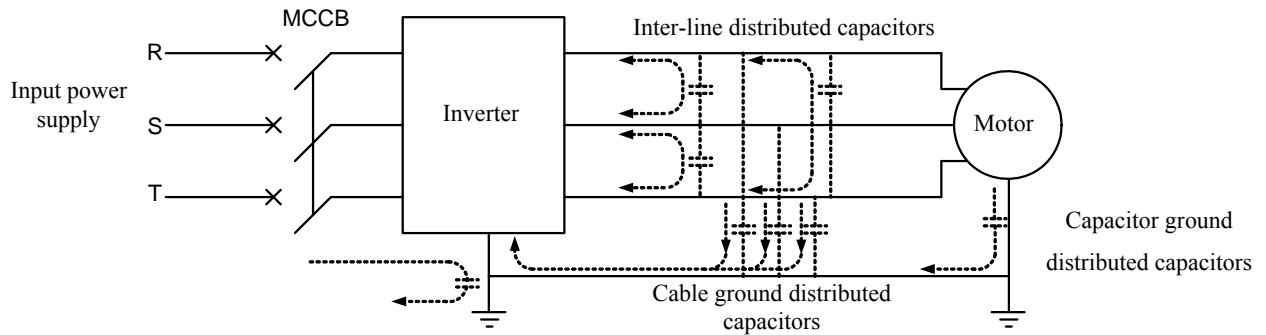 MCCB
Inter-line distributed capacitors
R
Input power
supply
S
T
Inverter
Motor
Capacitor ground
distributed capacitors
Cable ground distributed
capacitors